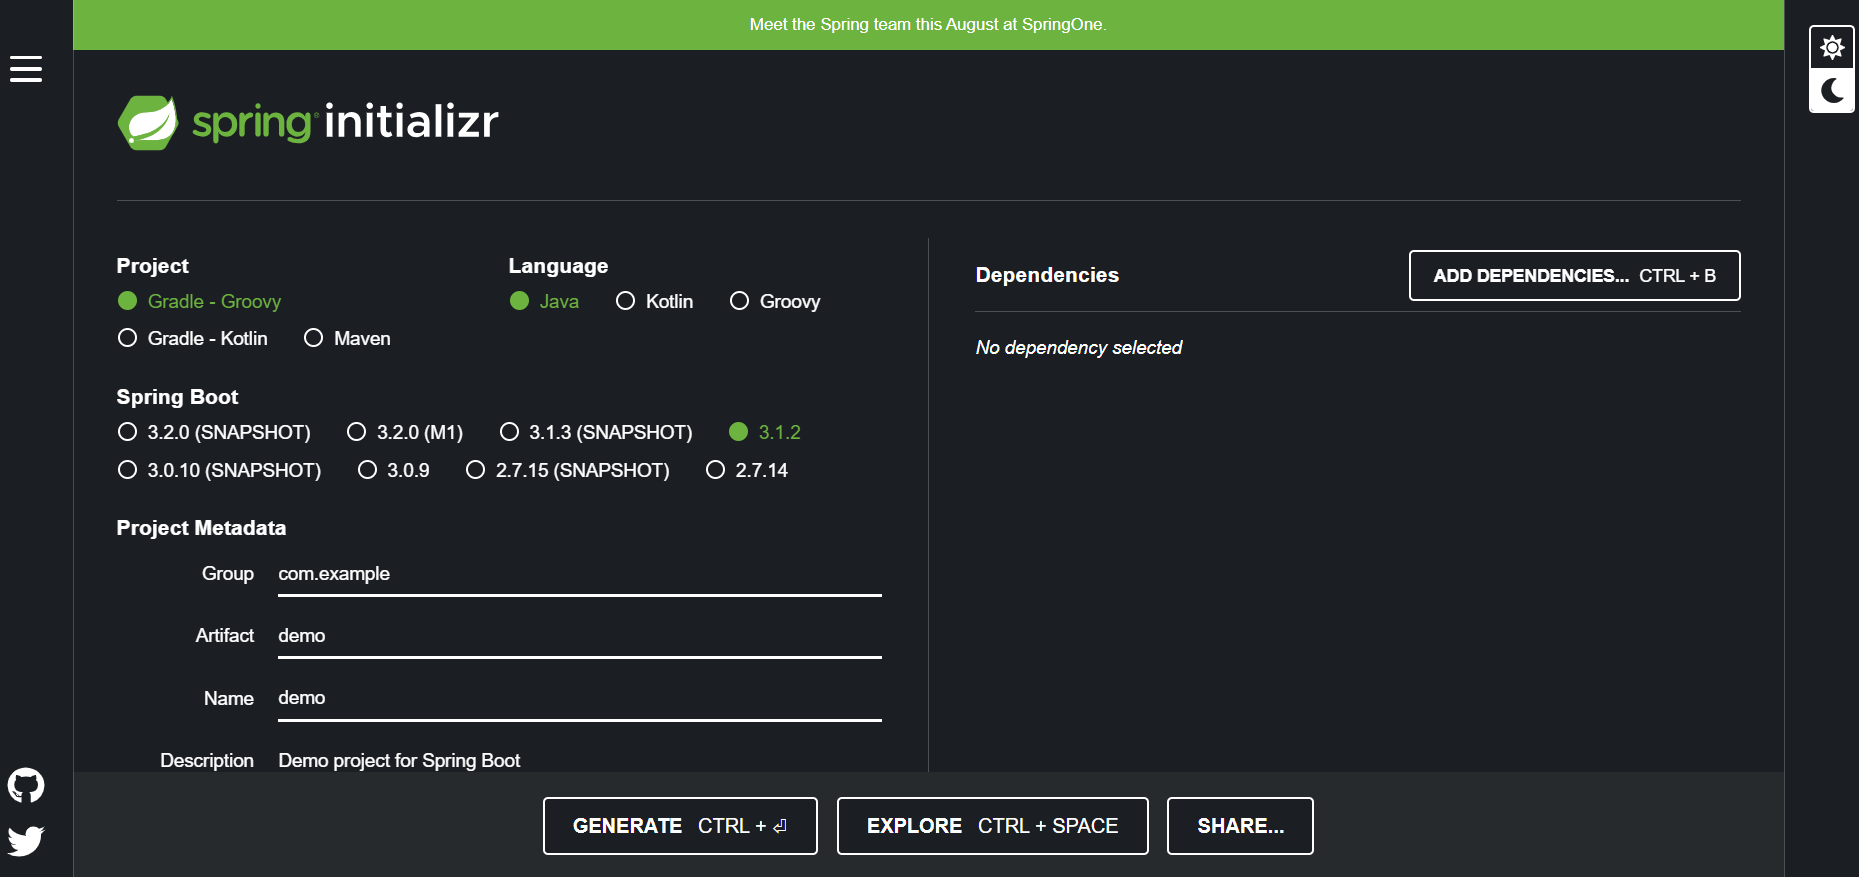 Meet the Spring team this August at SpringOne.
spring® initializr
Project
Gradle - Groovy
Gradle - Kotlin Maven
Language
Java Kotlin Groovy
Spring Boot
3.2.0 (SNAPSHOT) 3.2.0 (M1) 3.1.3 (SNAPSHOT) 3.1.2
3.0.10 (SNAPSHOT) 3.0.9 2.7.15 (SNAPSHOT) 2.7.14
Project Metadata
Group com.example
Artifact demo
Name demo
Description Demo project for Spring Boot
Dependencies ADD DEPENDENCIES... CTRL + B
No dependency selected
GENERATE CTRL + ⏎ EXPLORE CTRL + SPACE SHARE...